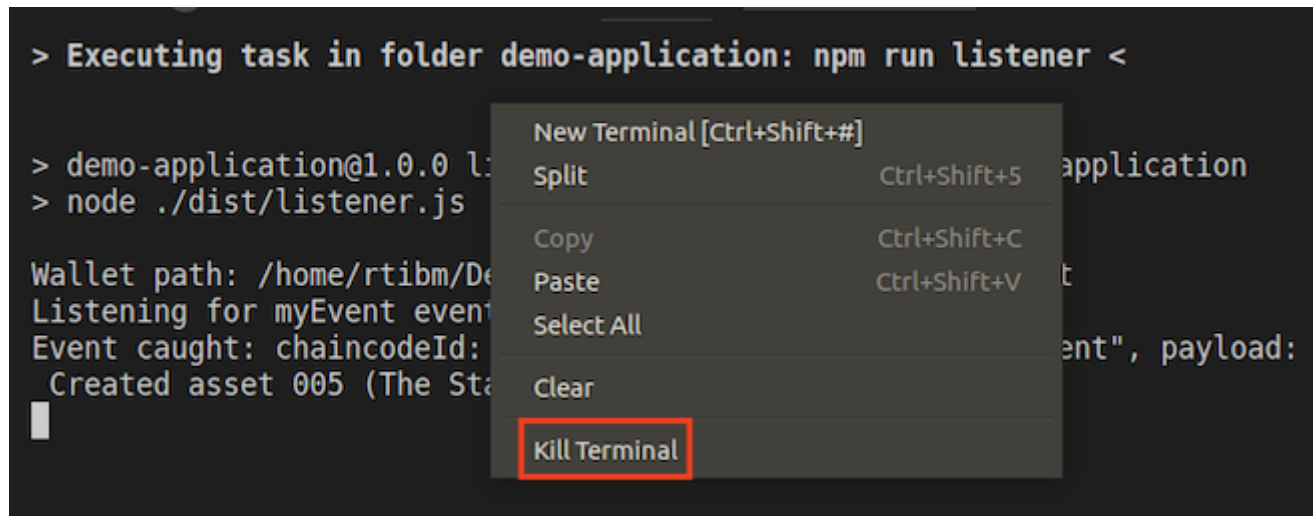 > Executing task in folder demo-application: npm run listener <
> demo-application@1.0.0 li
application
> node ./dist/listener.js
Wallet path: /home/rtibm/De
t
Listening for myEvent event
Event caught: chaincodeId:
ent", payload:
Created asset 005 (The Sta
New Terminal [Ctrl+Shift+#]
Split Ctrl+Shift+5
Copy Ctrl+Shift+C
Paste Ctrl+Shift+V
Select All
Clear
Kill Terminal